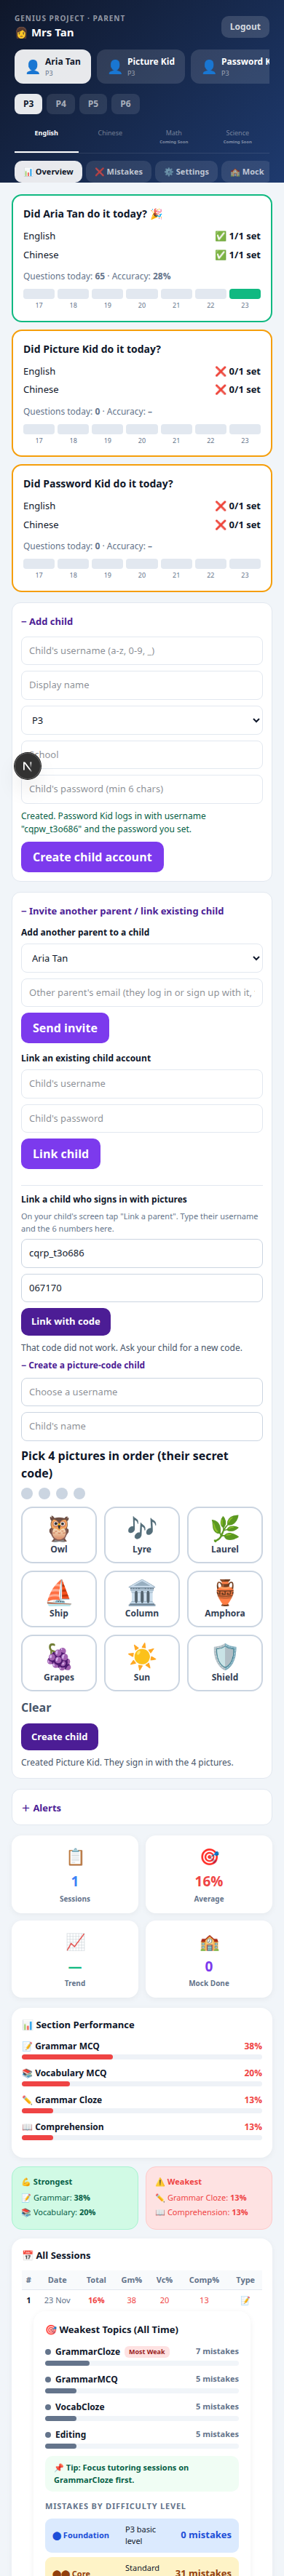 GENIUS PROJECT · PARENT
Mrs Tan
Logout
Aria Tan
P3
Picture Kid
P3
Password K
P3
P3 P4 P5 P6
English Chinese Math Science
Coming Soon Coming Soon
Overview Mistakes Settings Mock
Did Aria Tan do it today?
English 1/1 set
Chinese 1/1 set
Questions today: 65 · Accuracy: 28%
17 18 19 20 21 22 23
Did Picture Kid do it today?
English 0/1 set
Chinese 0/1 set
Questions today: 0 · Accuracy: –
17 18 19 20 21 22 23
Did Password Kid do it today?
English 0/1 set
Chinese 0/1 set
Questions today: 0 · Accuracy: –
17 18 19 20 21 22 23
− Add child
Child's username (a-z, 0-9, _)
Display name
P3
School
N
Child's password (min 6 chars)
Created. Password Kid logs in with username
"cqpw_t3o686" and the password you set.
Create child account
− Invite another parent / link existing child
Add another parent to a child
Aria Tan
Other parent's email (they log in or sign up with it,
Send invite
Link an existing child account
Child's username
Child's password
Link child
Link a child who signs in with pictures
On your child's screen tap "Link a parent". Type their username
and the 6 numbers here.
cqrp_t3o686
067170
Link with code
That code did not work. Ask your child for a new code.
− Create a picture-code child
Choose a username
Child's name
Pick 4 pictures in order (their secret
code)
Owl Lyre Laurel
Ship Column Amphora
Grapes Sun Shield
Clear
Create child
Created Picture Kid. They sign in with the 4 pictures.
+ Alerts
1
Sessions
16%
Average
—
Trend
0
Mock Done
Section Performance
Grammar MCQ 38%
Vocabulary MCQ 20%
Grammar Cloze 13%
Comprehension 13%
Strongest
Grammar: 38%
Vocabulary: 20%
Weakest
Grammar Cloze: 13%
Comprehension: 13%
All Sessions
# Date Total Gm% Vc% Comp% Type
1 23 Nov 16% 38 20 13
Weakest Topics (All Time)
GrammarCloze Most Weak 7 mistakes
GrammarMCQ 5 mistakes
VocabCloze 5 mistakes
Editing 5 mistakes
Tip: Focus tutoring sessions on
GrammarCloze first.
MISTAKES BY DIFFICULTY LEVEL
Foundation P3 basic level 0 mistakes
Core Standard 31 mistakes